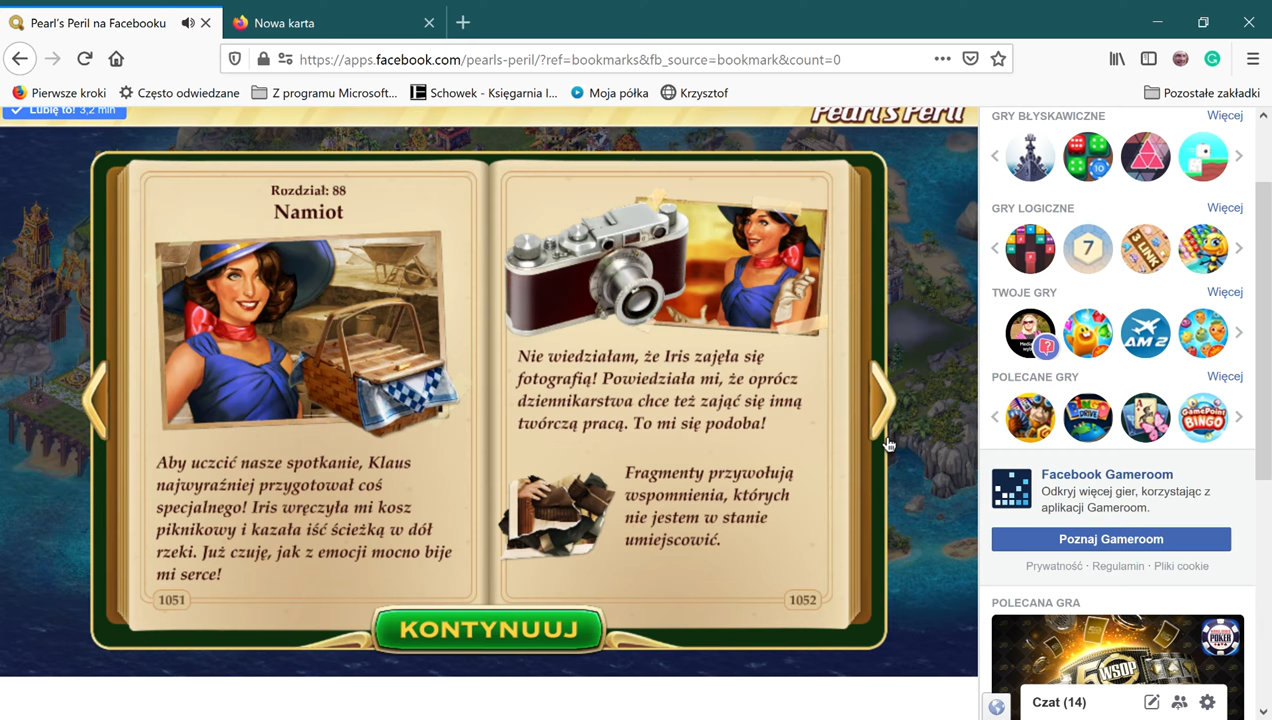 Pearl's Peril na Facebooku
Nowa karta
https://apps.facebook.com/pearls-peril/?ref=bookmarks&fb_source=bookmark&count=0
Pierwsze kroki
Często odwiedzane
Z programu Microsoft...
Schowek - Księgarnia I...
Moja półka
Krzysztof
Pozostałe zakładki
Lubię to! 3,2 mln
Pearl's Peril
Rozdział: 88
Namiot
Aby uczcić nasze spotkanie, Klaus
najwyraźniej przygotował coś
specjalnego! Iris wręczyła mi kosz
piknikowy i kazała iść ścieżką w dół
rzeki. Już czuję, jak z emocji mocno bije
mi serce!
1051
Nie wiedziałam, że Iris zajęła się
fotografią! Powiedziała mi, że oprócz
dziennikarstwa chce też zająć się inną
twórczą pracą. To mi się podoba!
Fragmenty przywołują
wspomnienia, których
nie jestem w stanie
umiejscowić.
1052
KONTYNUUJ
GRY BŁYSKAWICZNE
Więcej
10
GRY LOGICZNE
Więcej
7
3 LINK
TWOJE GRY
Więcej
AM2
POLECANE GRY
Więcej
BINGO
DRIVE
GamePoint
BINGO
Facebook Gameroom
Odkryj więcej gier, korzystając z
aplikacji Gameroom.
Poznaj Gameroom
Prywatność · Regulamin · Pliki cookie
POLECANA GRA
WSOP
Czat (14)